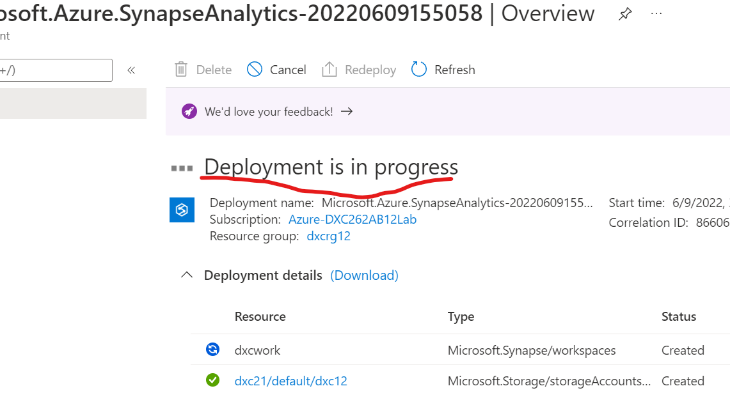 osoft.Azure.SynapseAnalytics-20220609155058 | Overview
nt
+/)
«
Delete Cancel Redeploy Refresh
We'd love your feedback! →
Deployment is in progress
Deployment name: Microsoft.Azure.SynapseAnalytics-20220609155... Start time: 6/9/2022,
Subscription: Azure-DXC262AB12Lab Correlation ID: 86606
Resource group: dxcrg12
Deployment details (Download)
Resource Type Status
dxcwork Microsoft.Synapse/workspaces Created
dxc21/default/dxc12 Microsoft.Storage/storageAccounts... Created